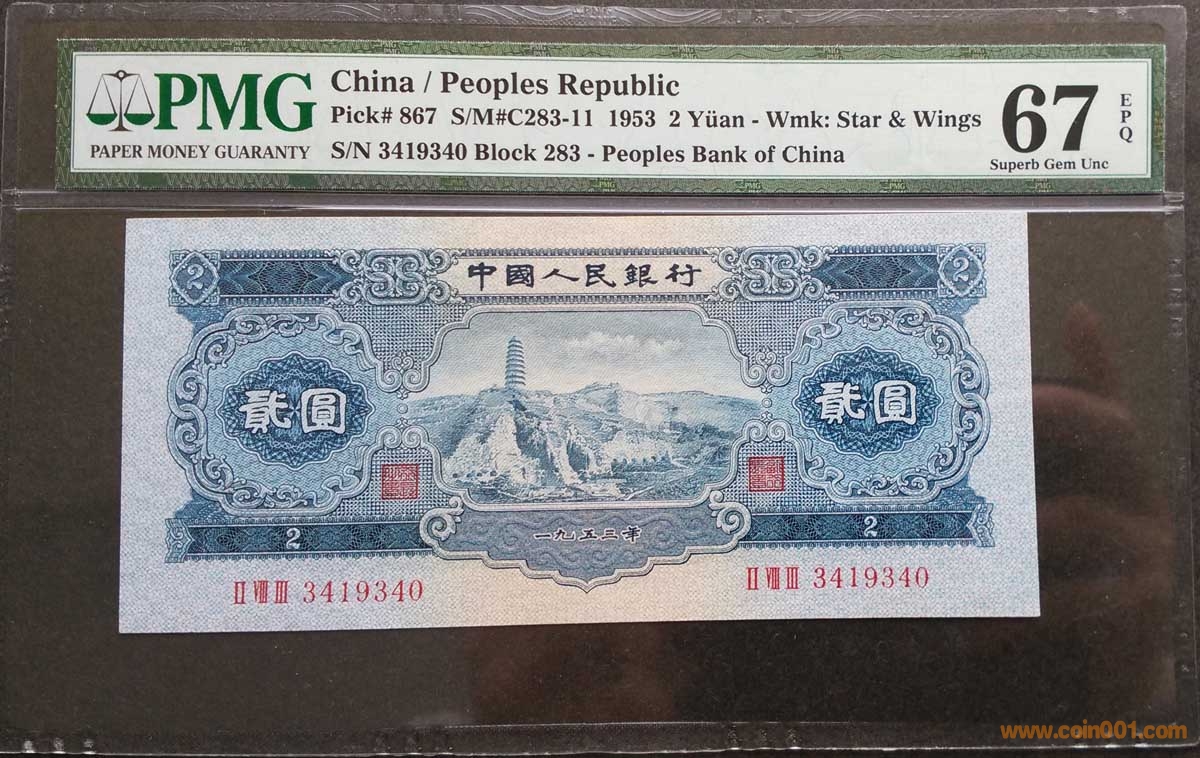 PMG
PAPER MONEY GUARANTY
China / Peoples Republic
Pick# 867 S/M#C283-11 1953 2 Yüan - Wmk: Star & Wings
S/N 3419340 Block 283 - Peoples Bank of China
67
EPQ
Superb Gem Unc
2
中國人民銀行
2
貳圓
貳圓
2
一九五三年
2
II VIII III 3419340
II VIII III 3419340
www.coin001.com